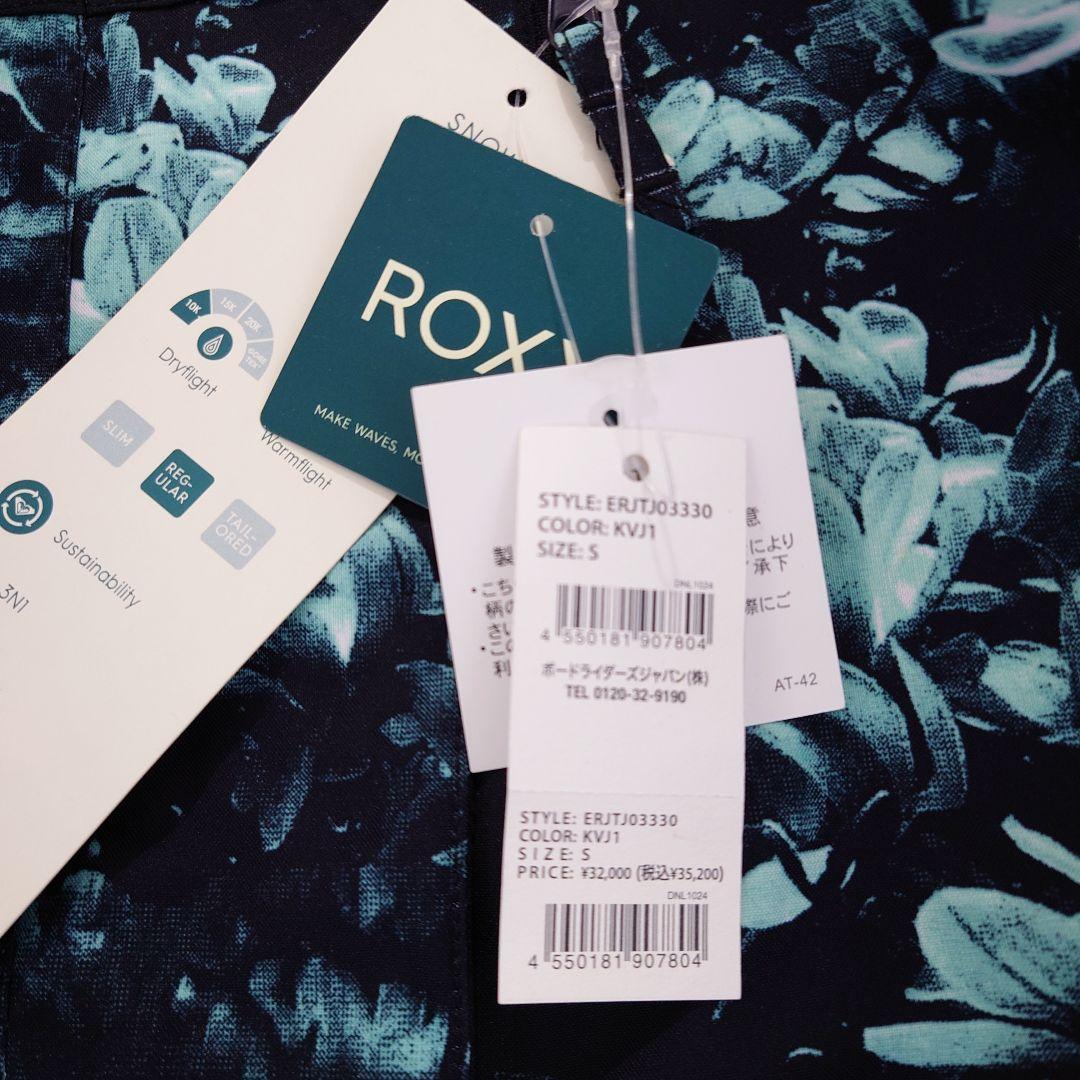 SNOW
10K
15K
20K
GORE-TEX
Dryflight
Warmflight
SLIM
REG-
ULAR
TAIL-
ORED
Sustainability
3N1
ROXY
MAKE WAVES, MO
製
・こち
柄の
さい
・この
利
意
により
承下
際にご
AT-42
STYLE: ERJTJ03330
COLOR: KVJ1
SIZE: S
DNL1024
4 550181 907804
ボードライダーズジャパン(株)
TEL 0120-32-9190
STYLE: ERJTJ03330
COLOR: KVJ1
SIZE: S
PRICE: ¥32,000 (税込¥35,200)
DNL1024
4 550181 907804